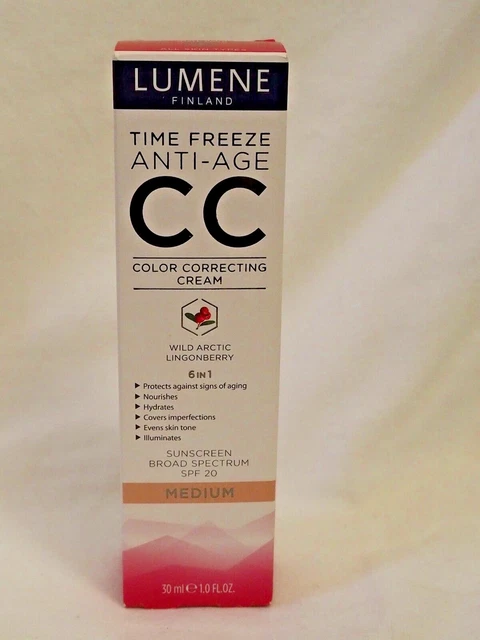 LUMENE
FINLAND
TIME FREEZE
ANTI-AGE
CC
COLOR CORRECTING
CREAM
WILD ARCTIC
LINGONBERRY
6 IN 1
▶ Protects against signs of aging
▶ Nourishes
▶ Hydrates
▶ Covers imperfections
▶ Evens skin tone
▶ Illuminates
SUNSCREEN
BROAD SPECTRUM
SPF 20
MEDIUM
30 ml ℮ 1.0 FL.OZ.